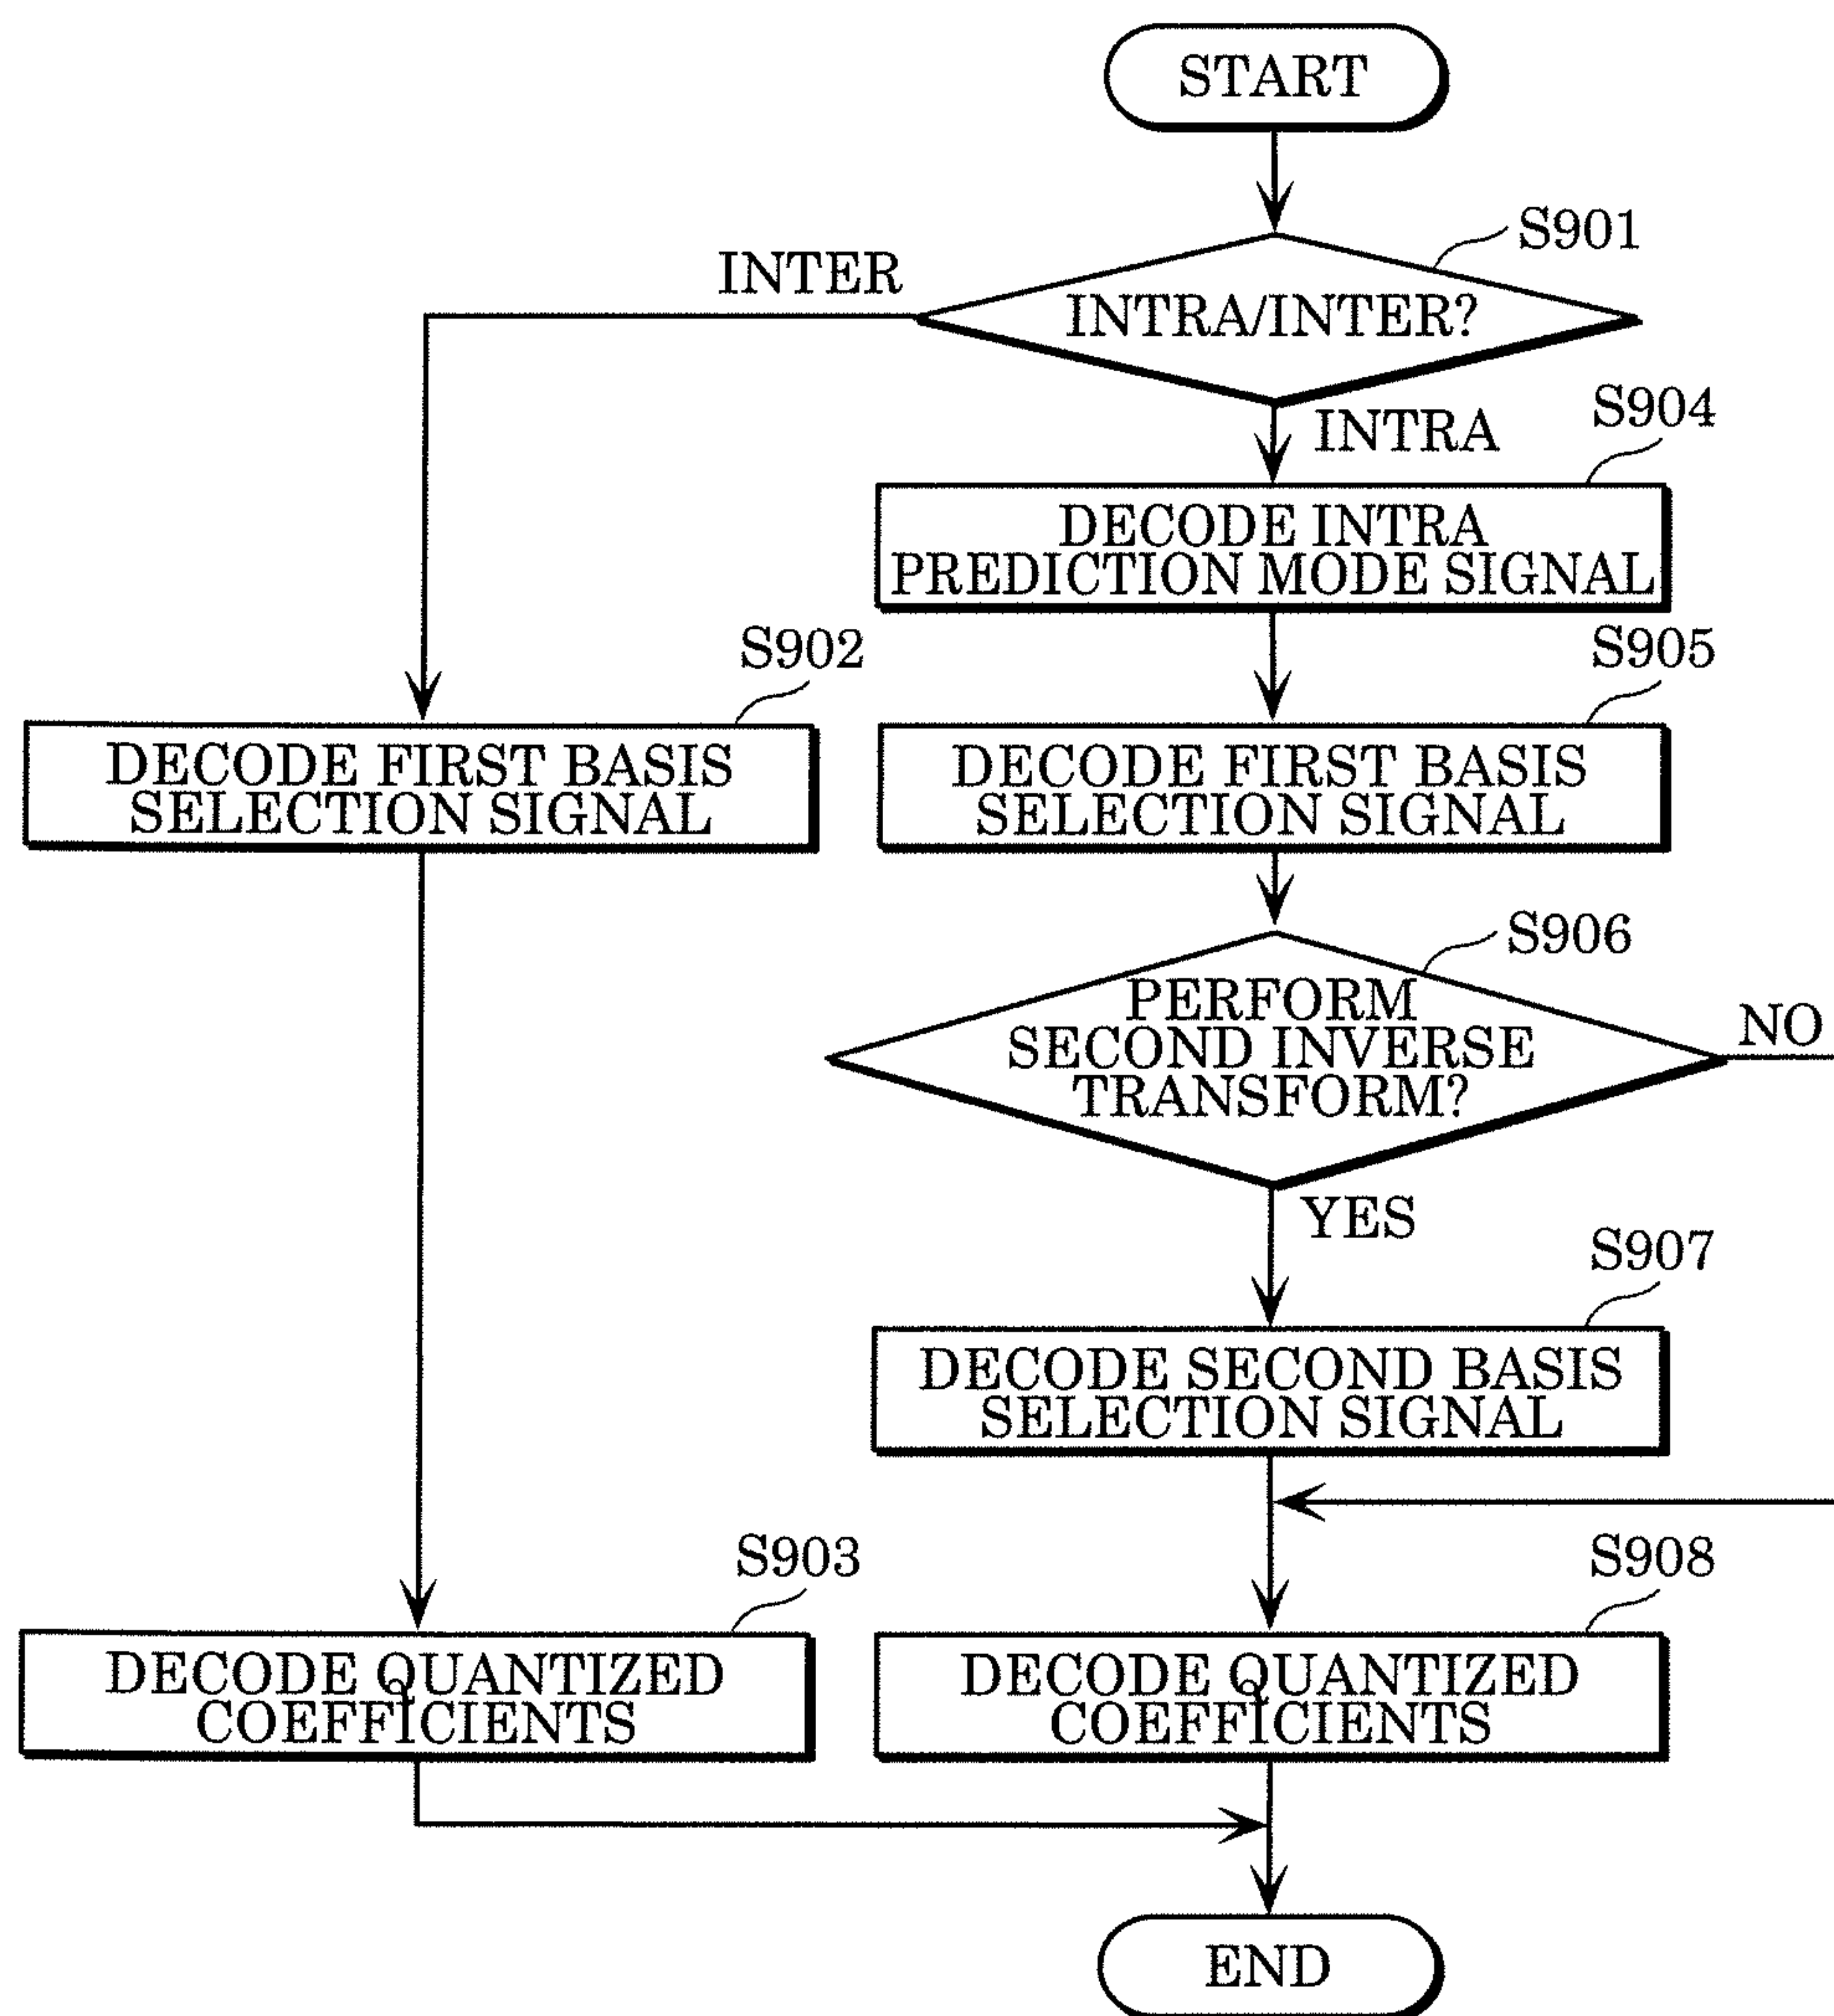 START
S901
INTER
INTRA/INTER?
INTRA
S904
DECODE INTRA
PREDICTION MODE SIGNAL
S902
DECODE FIRST BASIS
SELECTION SIGNAL
S905
DECODE FIRST BASIS
SELECTION SIGNAL
S906
PERFORM
SECOND INVERSE
TRANSFORM?
NO
YES
S907
DECODE SECOND BASIS
SELECTION SIGNAL
S903
DECODE QUANTIZED
COEFFICIENTS
S908
DECODE QUANTIZED
COEFFICIENTS
END